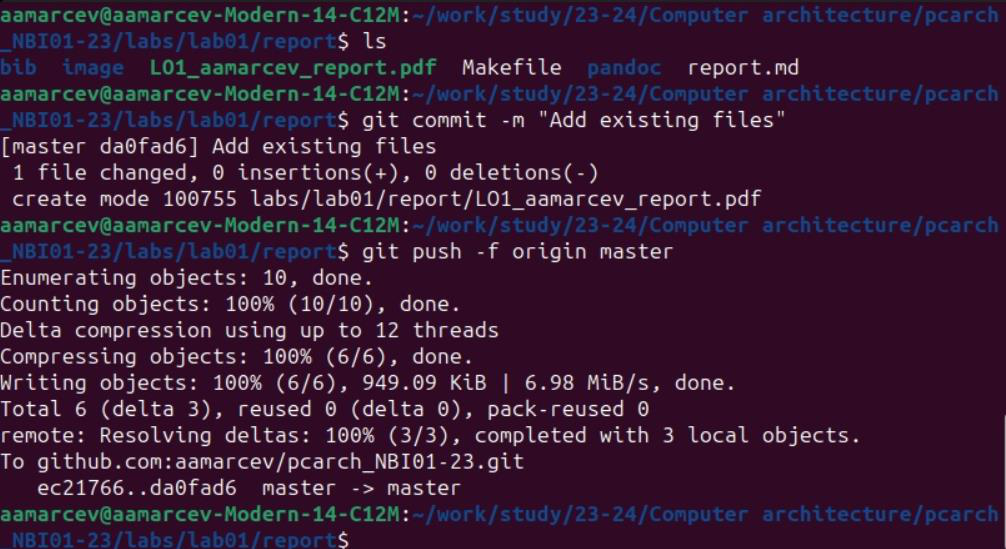 aamarcev@aamarcev-Modern-14-C12M:~/work/study/23-24/Computer architecture/pcarch
_NBI01-23/labs/lab01/report$ ls
bib image L01_aamarcev_report.pdf Makefile pandoc report.md
aamarcev@aamarcev-Modern-14-C12M:~/work/study/23-24/Computer architecture/pcarch
_NBI01-23/labs/lab01/report$ git commit -m "Add existing files"
[master da0fad6] Add existing files
1 file changed, 0 insertions(+), 0 deletions(-)
create mode 100755 labs/lab01/report/L01_aamarcev_report.pdf
aamarcev@aamarcev-Modern-14-C12M:~/work/study/23-24/Computer architecture/pcarch
_NBI01-23/labs/lab01/report$ git push -f origin master
Enumerating objects: 10, done.
Counting objects: 100% (10/10), done.
Delta compression using up to 12 threads
Compressing objects: 100% (6/6), done.
Writing objects: 100% (6/6), 949.09 KiB | 6.98 MiB/s, done.
Total 6 (delta 3), reused 0 (delta 0), pack-reused 0
remote: Resolving deltas: 100% (3/3), completed with 3 local objects.
To github.com:aamarcev/pcarch_NBI01-23.git
ec21766..da0fad6 master -> master
aamarcev@aamarcev-Modern-14-C12M:~/work/study/23-24/Computer architecture/pcarch
_NBI01-23/labs/lab01/report$